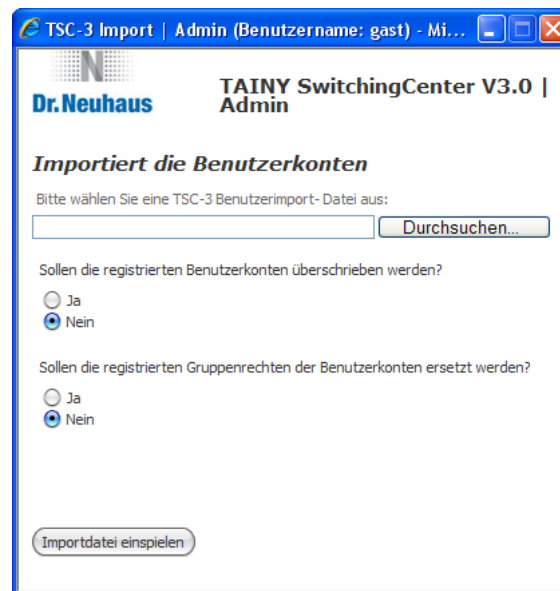 TSC-3 Import | Admin (Benutzername: gast) - Mi...
N
Dr. Neuhaus
TAINY SwitchingCenter V3.0 |
Admin
Importiert die Benutzerkonten
Bitte wählen Sie eine TSC-3 Benutzerimport- Datei aus:
Durchsuchen...
Sollen die registrierten Benutzerkonten überschrieben werden?
Ja
Nein
Sollen die registrierten Gruppenrechten der Benutzerkonten ersetzt werden?
Ja
Nein
Importdatei einspielen